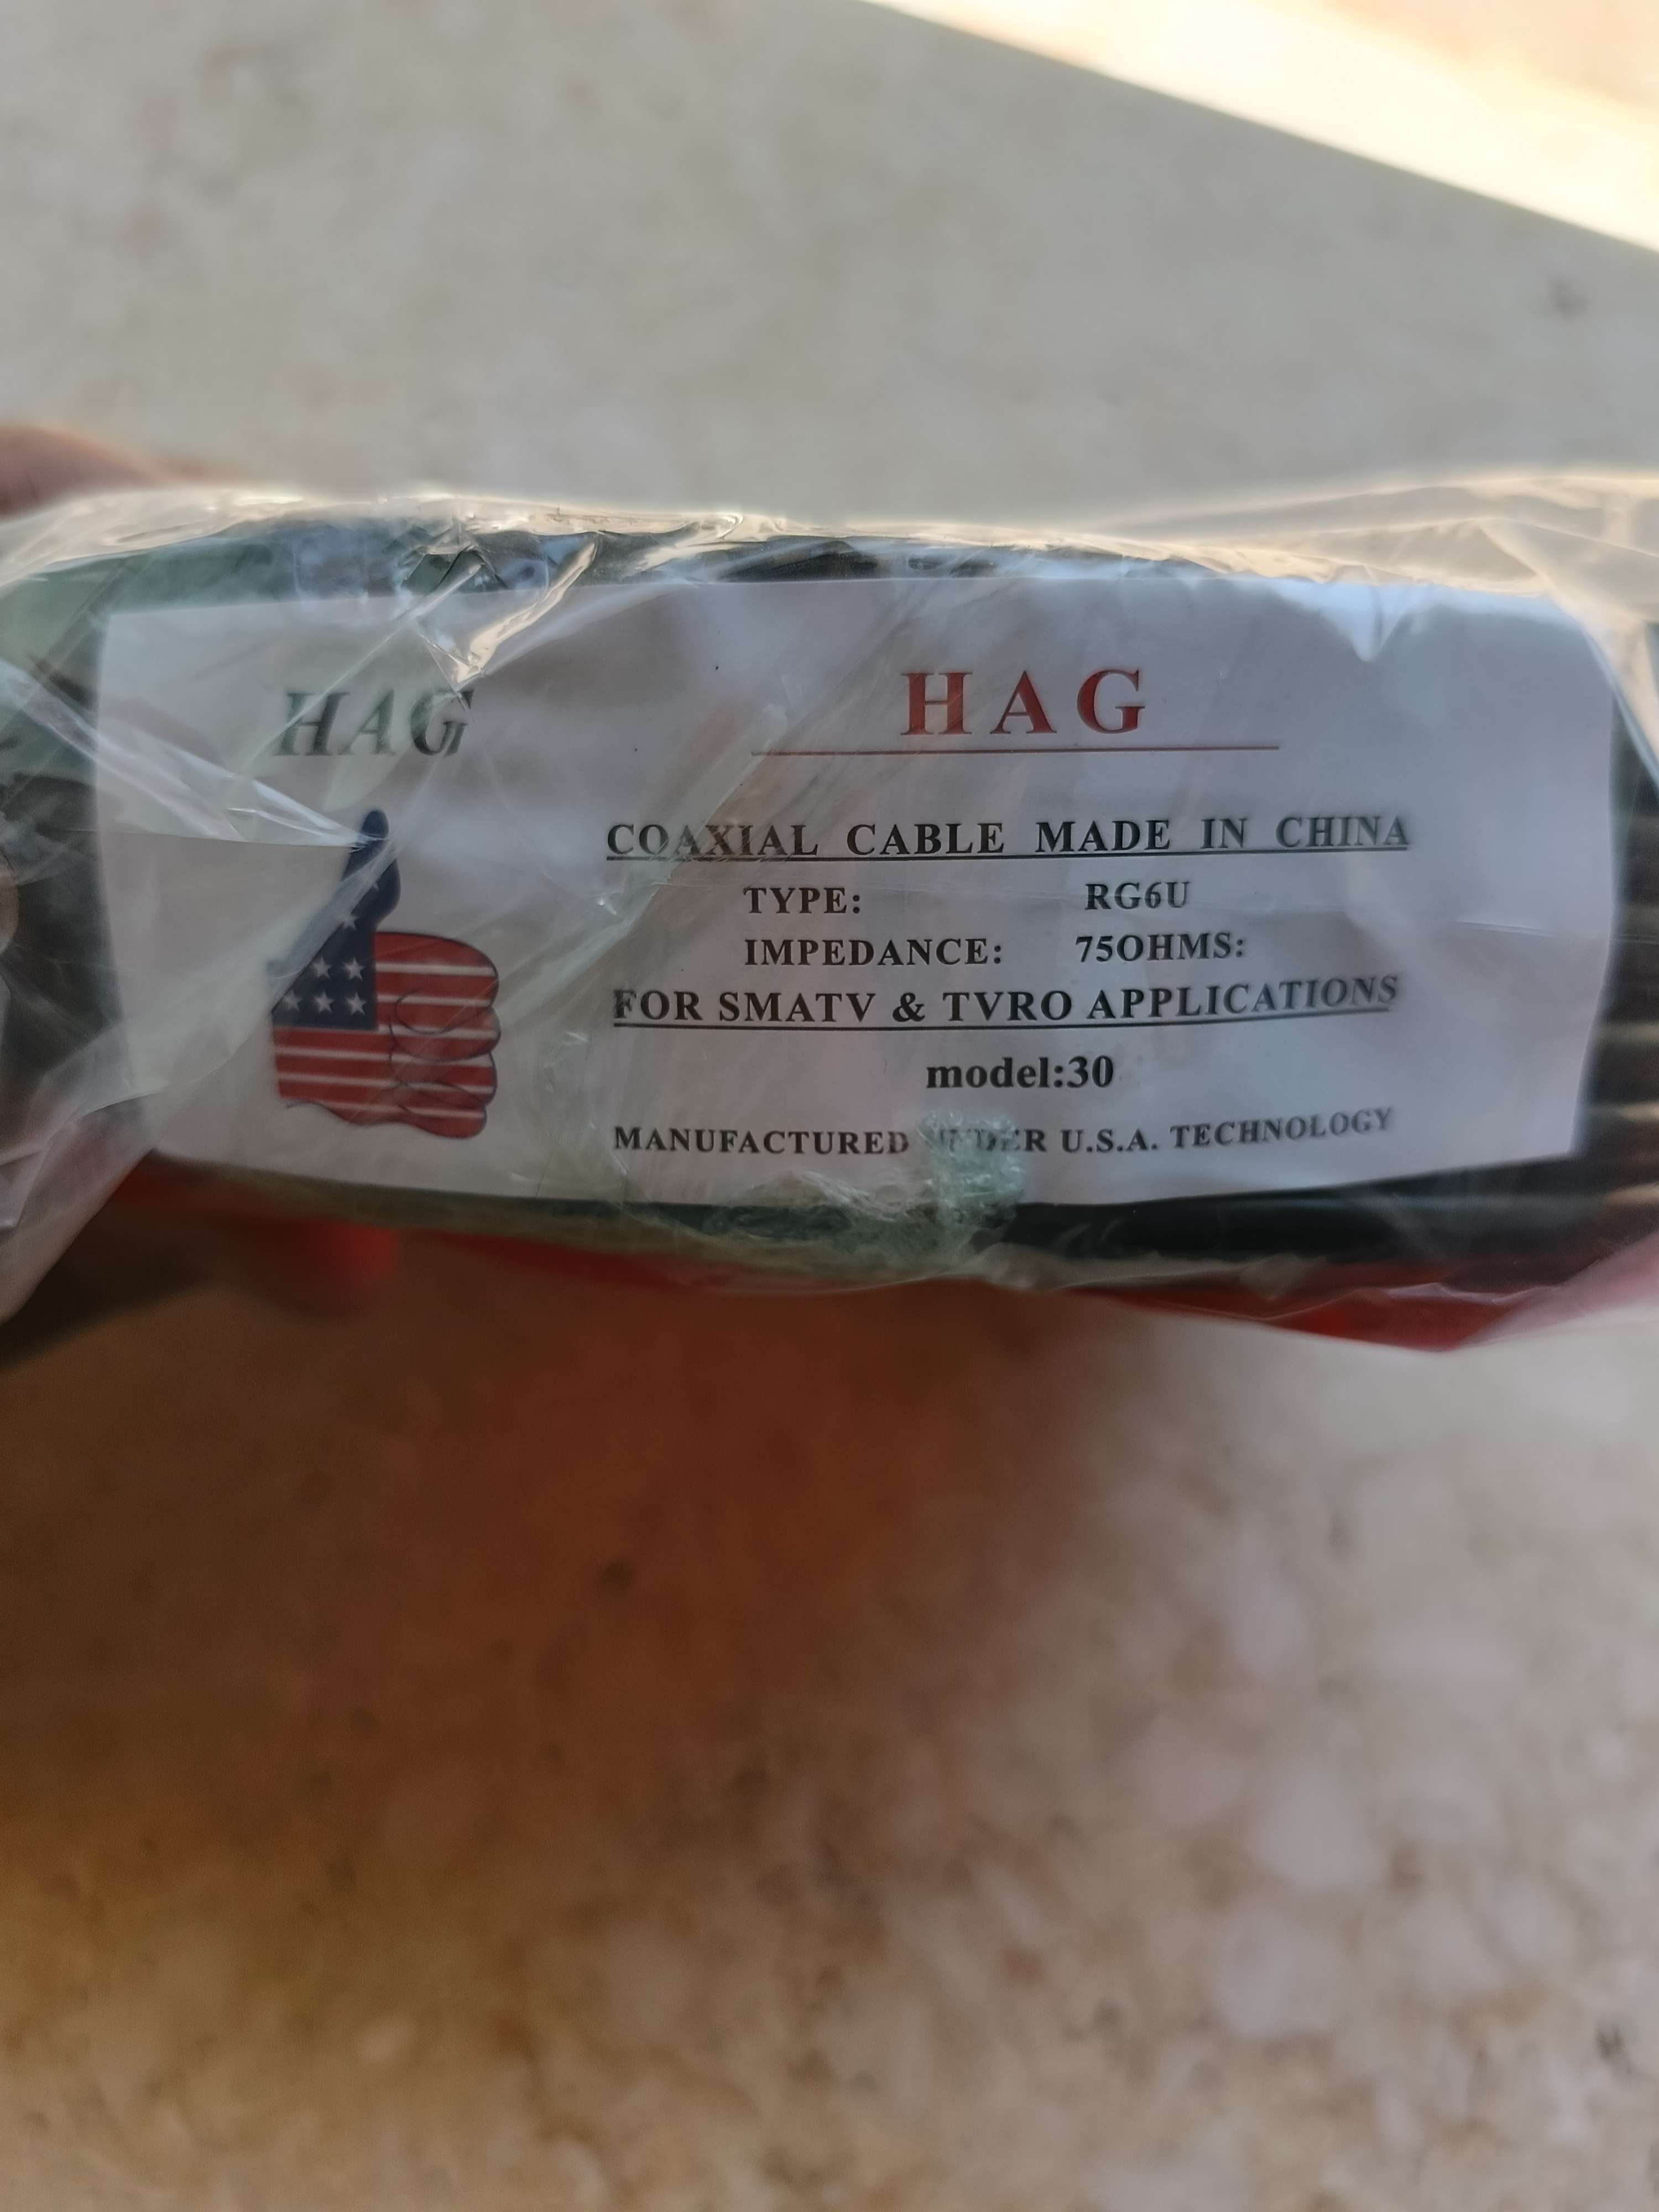 HAG
HAG
COAXIAL CABLE MADE IN CHINA
TYPE: RG6U
IMPEDANCE: 75OHMS:
FOR SMATV & TVRO APPLICATIONS
model:30
MANUFACTURED UNDER U.S.A. TECHNOLOGY